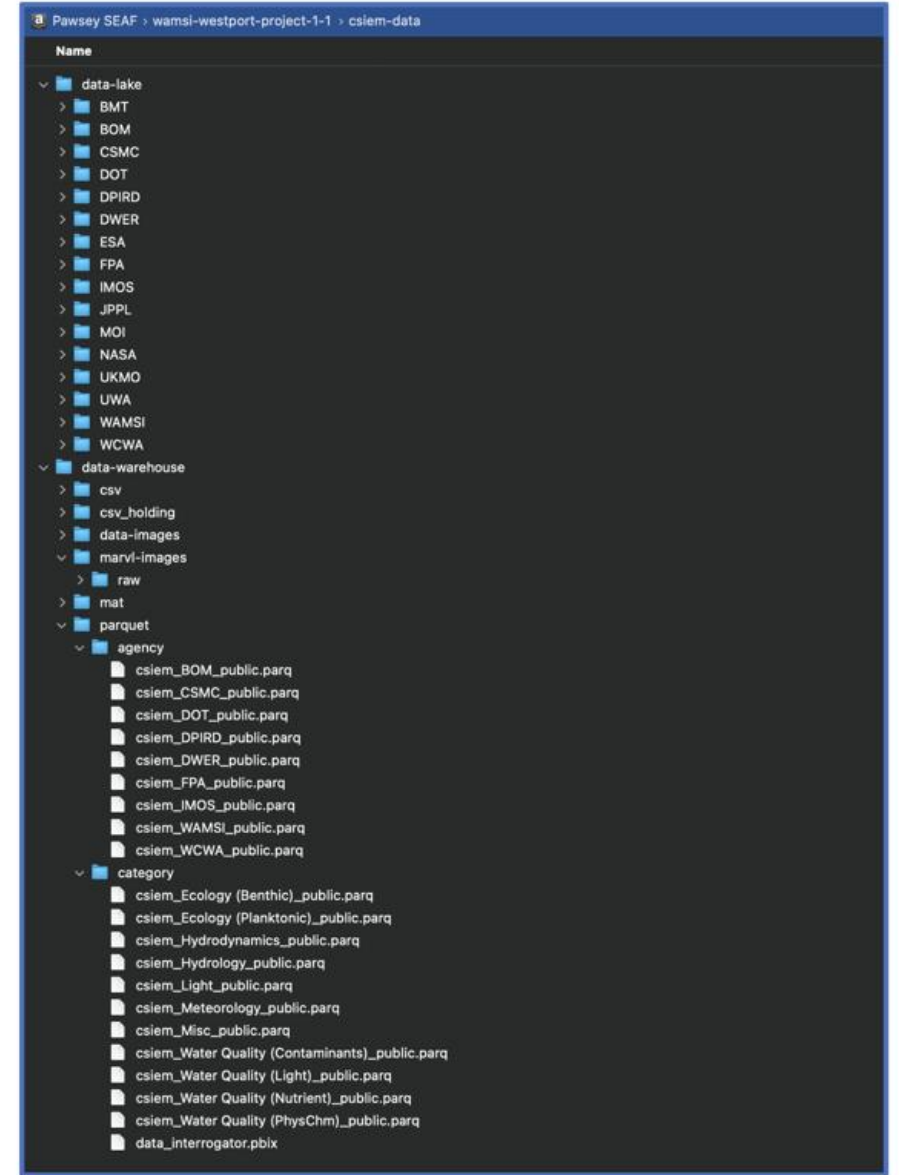 Pawsey SEAF › wamsi-westport-project-1-1 › csiem-data
Name
data-lake
BMT
BOM
CSMC
DOT
DPIRD
DWER
ESA
FPA
IMOS
JPPL
MOI
NASA
UKMO
UWA
WAMSI
WCWA
data-warehouse
csv
csv_holding
data-images
marvl-images
raw
mat
parquet
agency
csiem_BOM_public.parq
csiem_CSMC_public.parq
csiem_DOT_public.parq
csiem_DPIRD_public.parq
csiem_DWER_public.parq
csiem_FPA_public.parq
csiem_IMOS_public.parq
csiem_WAMSI_public.parq
csiem_WCWA_public.parq
category
csiem_Ecology (Benthic)_public.parq
csiem_Ecology (Planktonic)_public.parq
csiem_Hydrodynamics_public.parq
csiem_Hydrology_public.parq
csiem_Light_public.parq
csiem_Meteorology_public.parq
csiem_Misc_public.parq
csiem_Water Quality (Contaminants)_public.parq
csiem_Water Quality (Light)_public.parq
csiem_Water Quality (Nutrient)_public.parq
csiem_Water Quality (PhysChm)_public.parq
data_interrogator.pbix